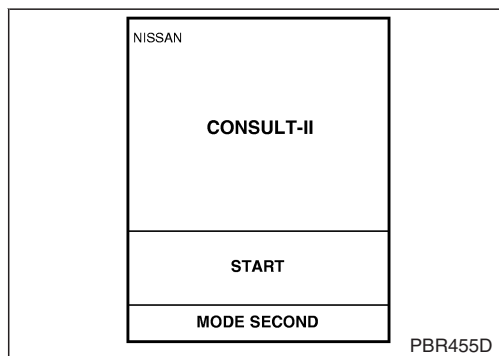 NISSAN
CONSULT-II
START
MODE SECOND
PBR455D